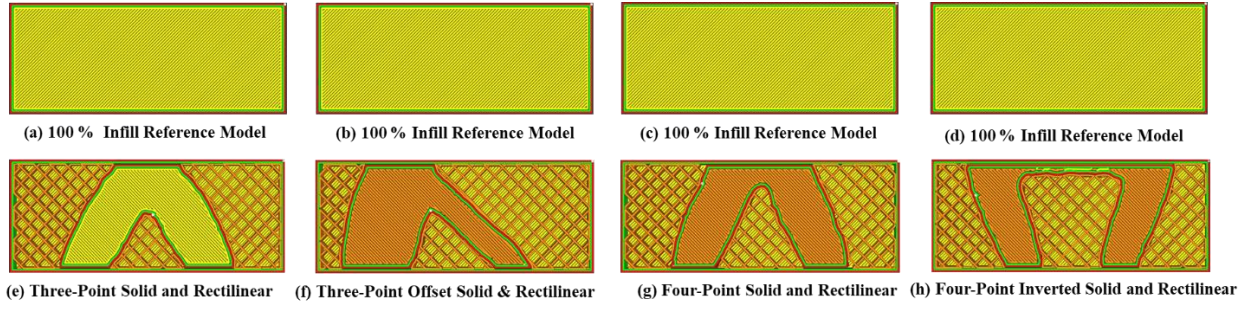 (a) 100 % Infill Reference Model
(b) 100 % Infill Reference Model
(c) 100 % Infill Reference Model
(d) 100 % Infill Reference Model
(e) Three-Point Solid and Rectilinear
(f) Three-Point Offset Solid & Rectilinear
(g) Four-Point Solid and Rectilinear
(h) Four-Point Inverted Solid and Rectilinear